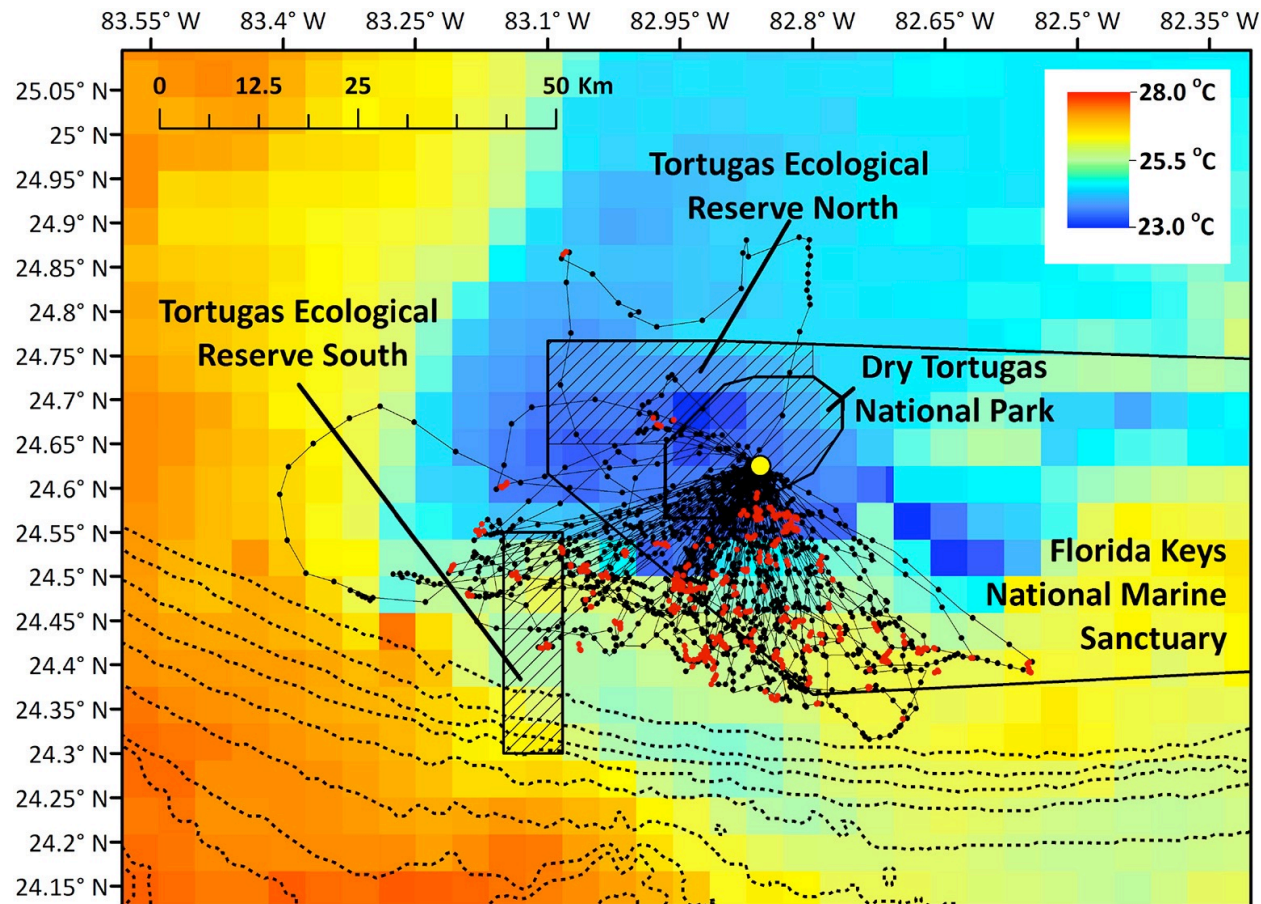 83.55° W 83.4° W 83.25° W 83.1° W 82.95° W 82.8° W 82.65° W 82.5° W 82.35° W
25.05° N
25° N
24.95° N
24.9° N
24.85° N
24.8° N
24.75° N
24.7° N
24.65° N
24.6° N
24.55° N
24.5° N
24.45° N
24.4° N
24.35° N
24.3° N
24.25° N
24.2° N
24.15° N
0 12.5 25 50 Km
28.0 °C
25.5 °C
23.0 °C
Tortugas Ecological
Reserve North
Tortugas Ecological
Reserve South
Dry Tortugas
National Park
Florida Keys
National Marine
Sanctuary